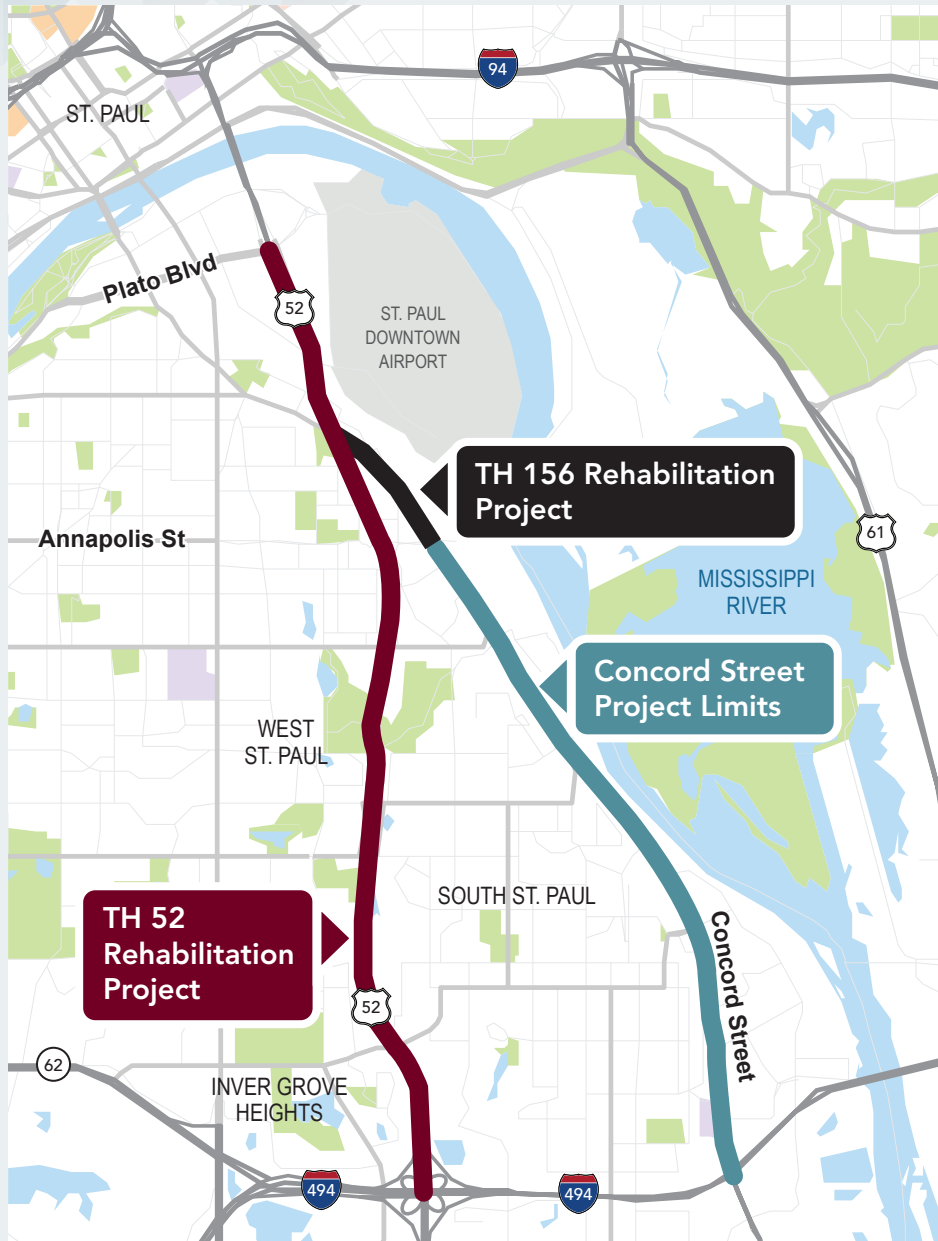 94
ST. PAUL
Plato Blvd
52
ST. PAUL
DOWNTOWN
AIRPORT
TH 156 Rehabilitation
Project
Annapolis St
61
MISSISSIPPI
RIVER
Concord Street
Project Limits
WEST
ST. PAUL
SOUTH ST. PAUL
TH 52
Rehabilitation
Project
Concord Street
52
62
INVER GROVE
HEIGHTS
494
494